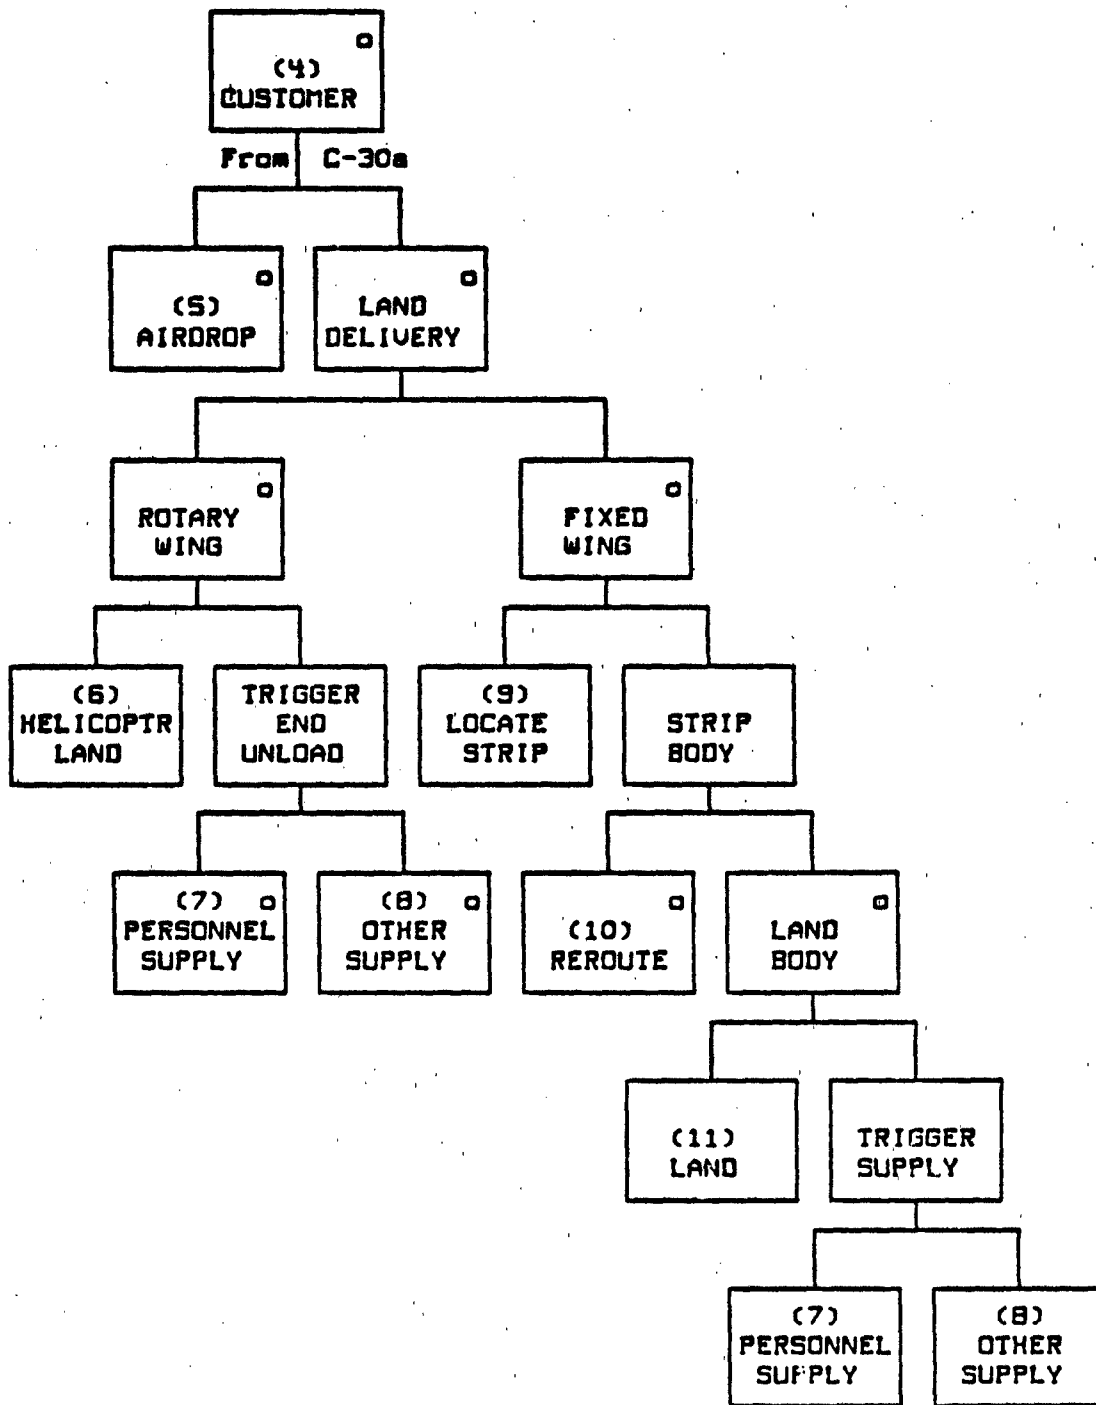 (4)
CUSTOMER
From C-30a
(5)
AIRDROP
LAND
DELIVERY
ROTARY
WING
FIXED
WING
(6)
HELICOPTR
LAND
TRIGGER
END
UNLOAD
(9)
LOCATE
STRIP
STRIP
BODY
(7)
PERSONNEL
SUPPLY
(8)
OTHER
SUPPLY
(10)
REROUTE
LAND
BODY
(11)
LAND
TRIGGER
SUPPLY
(7)
PERSONNEL
SUPPLY
(8)
OTHER
SUPPLY